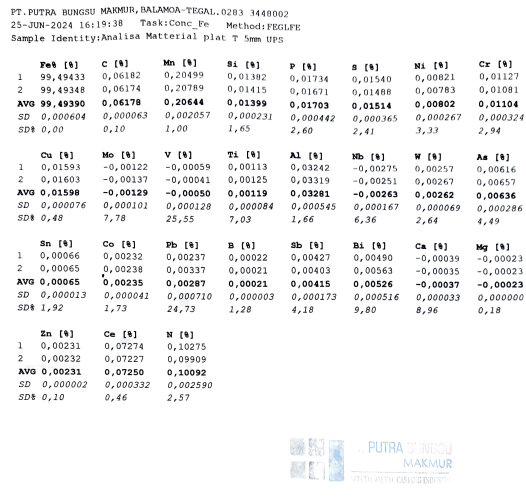 PT.PUTRA BUNGSU MAKMUR,BALAMOA-TEGAL.0283 3448002
25-JUN-2024 16:19:38 Task:Conc_Fe Method:FEGLFE
Sample Identity:Analisa Matterial plat T 5mm UPS
Fe% [%] C [%] Mn [%] Si [%] P [%] S [%] Ni [%] Cr [%]
1 99,49433 0,06182 0,20499 0,01382 0,01734 0,01540 0,00821 0,01127
2 99,49348 0,06174 0,20789 0,01415 0,01671 0,01488 0,00783 0,01081
AVG 99,49390 0,06178 0,20644 0,01399 0,01703 0,01514 0,00802 0,01104
SD 0,000604 0,000063 0,002057 0,000231 0,000442 0,000365 0,000267 0,000324
SD% 0,00 0,10 1,00 1,65 2,60 2,41 3,33 2,94
Cu [%] Mo [%] V [%] Ti [%] Al [%] Nb [%] W [%] As [%]
1 0,01593 -0,00122 -0,00059 0,00113 0,03242 -0,00275 0,00257 0,00616
2 0,01603 -0,00137 -0,00041 0,00125 0,03319 -0,00251 0,00267 0,00657
AVG 0,01598 -0,00129 -0,00050 0,00119 0,03281 -0,00263 0,00262 0,00636
SD 0,000076 0,000101 0,000128 0,000084 0,000545 0,000167 0,000069 0,000286
SD% 0,48 7,78 25,55 7,03 1,66 6,36 2,64 4,49
Sn [%] Co [%] Pb [%] B [%] Sb [%] Bi [%] Ca [%] Mg [%]
1 0,00066 0,00232 0,00237 0,00022 0,00427 0,00490 -0,00039 -0,00023
2 0,00065 0,00238 0,00337 0,00021 0,00403 0,00563 -0,00035 -0,00023
AVG 0,00065 0,00235 0,00287 0,00021 0,00415 0,00526 -0,00037 -0,00023
SD 0,000013 0,000041 0,000710 0,000003 0,000173 0,000516 0,000033 0,000000
SD% 1,92 1,73 24,73 1,28 4,18 9,80 8,96 0,18
Zn [%] Ce [%] N [%]
1 0,00231 0,07274 0,10275
2 0,00232 0,07227 0,09909
AVG 0,00231 0,07250 0,10092
SD 0,000002 0,000332 0,002590
SD% 0,10 0,46 2,57
PUTRA BUNGSU
MAKMUR